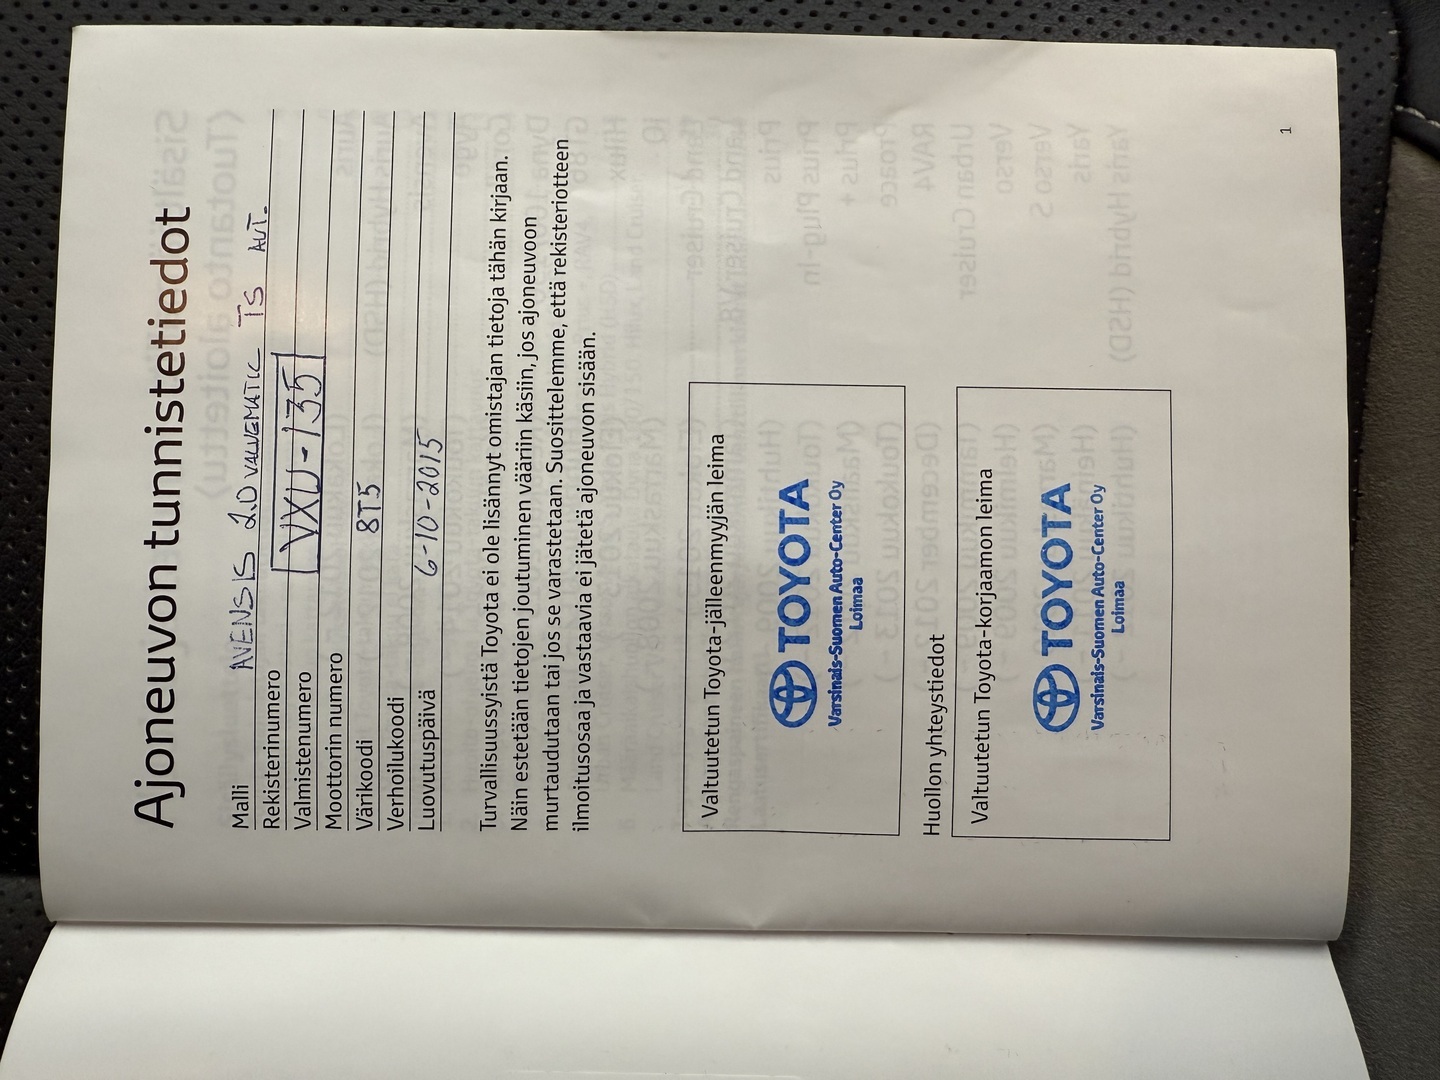 Ajoneuvon tunnistetiedot
Malli AVENSIS 2.0 VALVEMATIC TS AUT.
Rekisterinumero VXU-135
Valmistenumero
Moottorin numero
Värikoodi 8T5
Verhoilukoodi
Luovutuspäivä 6-10-2015
Turvallisuussyistä Toyota ei ole lisännyt omistajan tietoja tähän kirjaan.
Näin estetään tietojen joutuminen vääriin käsiin, jos ajoneuvoon
murtaudutaan tai jos se varastetaan. Suosittelemme, että rekisteriotteen
ilmoitusosaa ja vastaavia ei jätetä ajoneuvon sisään.
Valtuutetun Toyota-jälleenmyyjän leima
TOYOTA
Varsinais-Suomen Auto-Center Oy
Loimaa
Huollon yhteystiedot
Valtuutetun Toyota-korjaamon leima
TOYOTA
Varsinais-Suomen Auto-Center Oy
Loimaa
1